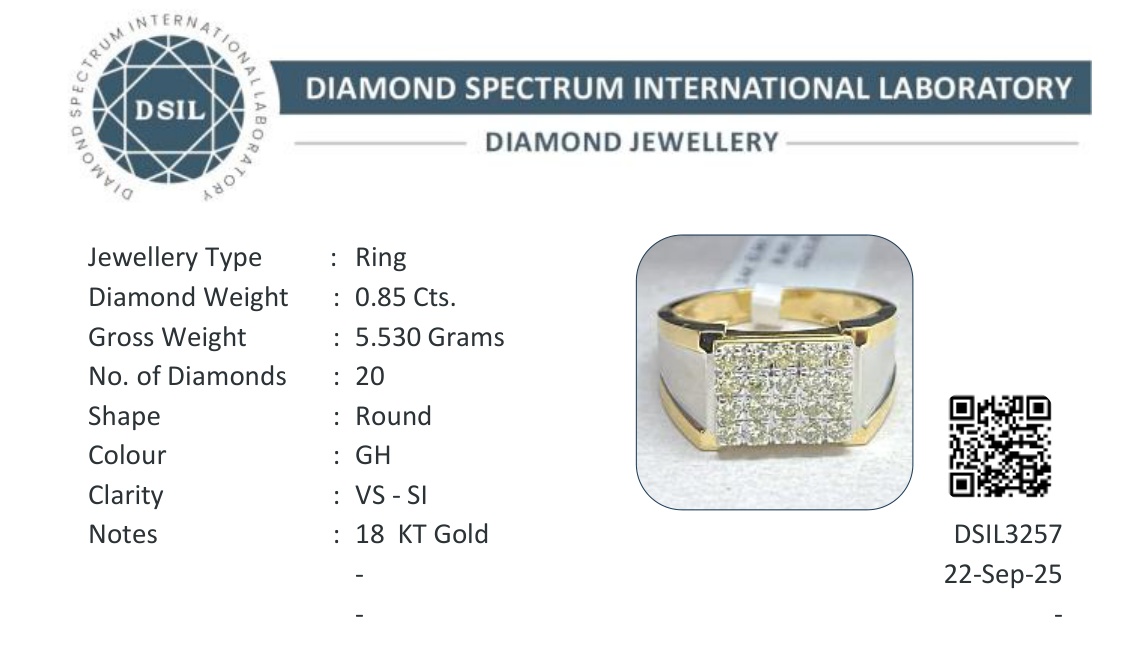 DIAMOND SPECTRUM INTERNATIONAL LABORATORY
DSIL
DIAMOND SPECTRUM INTERNATIONAL LABORATORY
DIAMOND JEWELLERY
Jewellery Type : Ring
Diamond Weight : 0.85 Cts.
Gross Weight : 5.530 Grams
No. of Diamonds : 20
Shape : Round
Colour : GH
Clarity : VS - SI
Notes : 18 KT Gold
-
-
DSIL3257
22-Sep-25
-